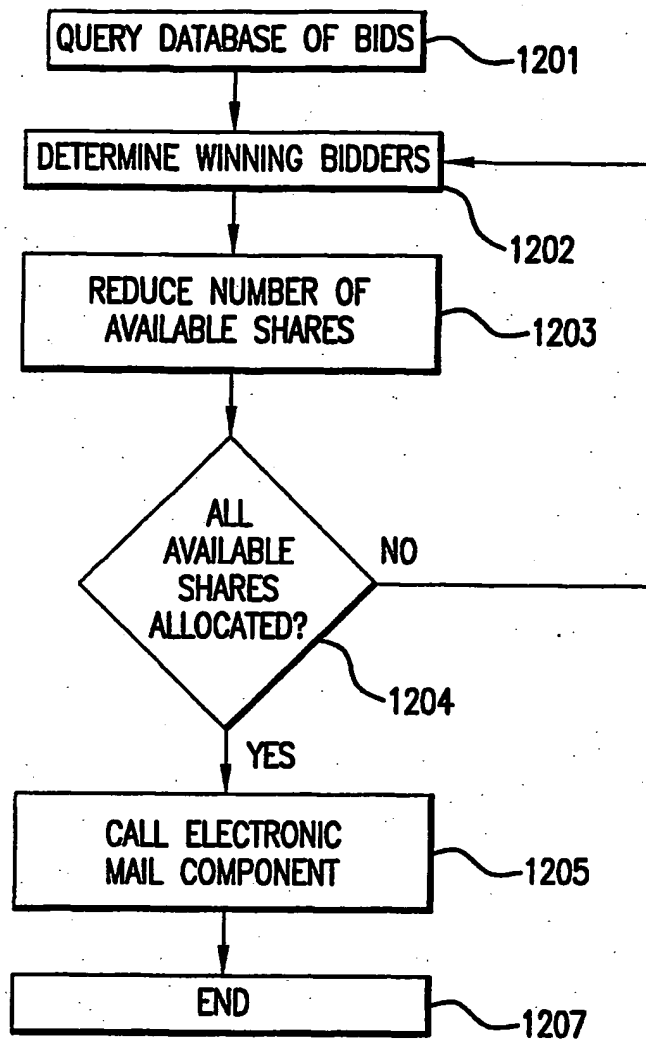 QUERY DATABASE OF BIDS
1201
DETERMINE WINNING BIDDERS
1202
REDUCE NUMBER OF
AVAILABLE SHARES
1203
ALL
AVAILABLE
SHARES
ALLOCATED?
NO
1204
YES
CALL ELECTRONIC
MAIL COMPONENT
1205
END
1207